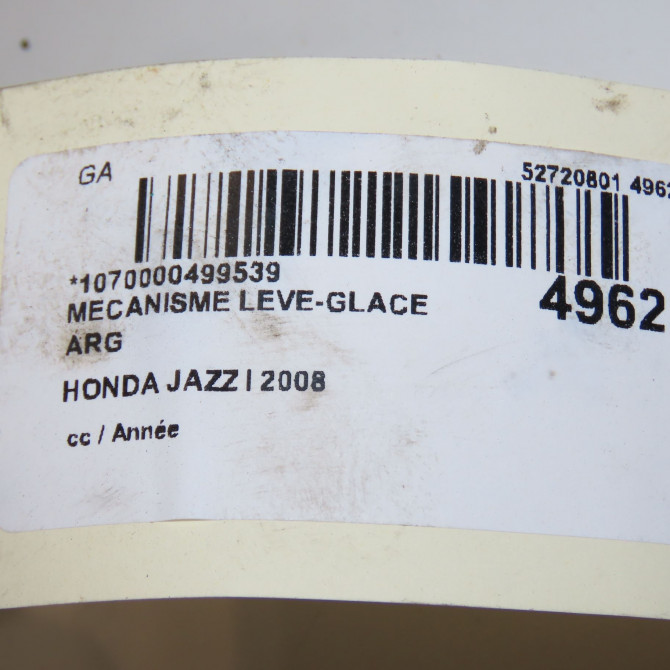 GA
52720801 4962
*1070000499539
4962
MECANISME LEVE-GLACE
ARG
HONDA JAZZ I 2008
cc / Année